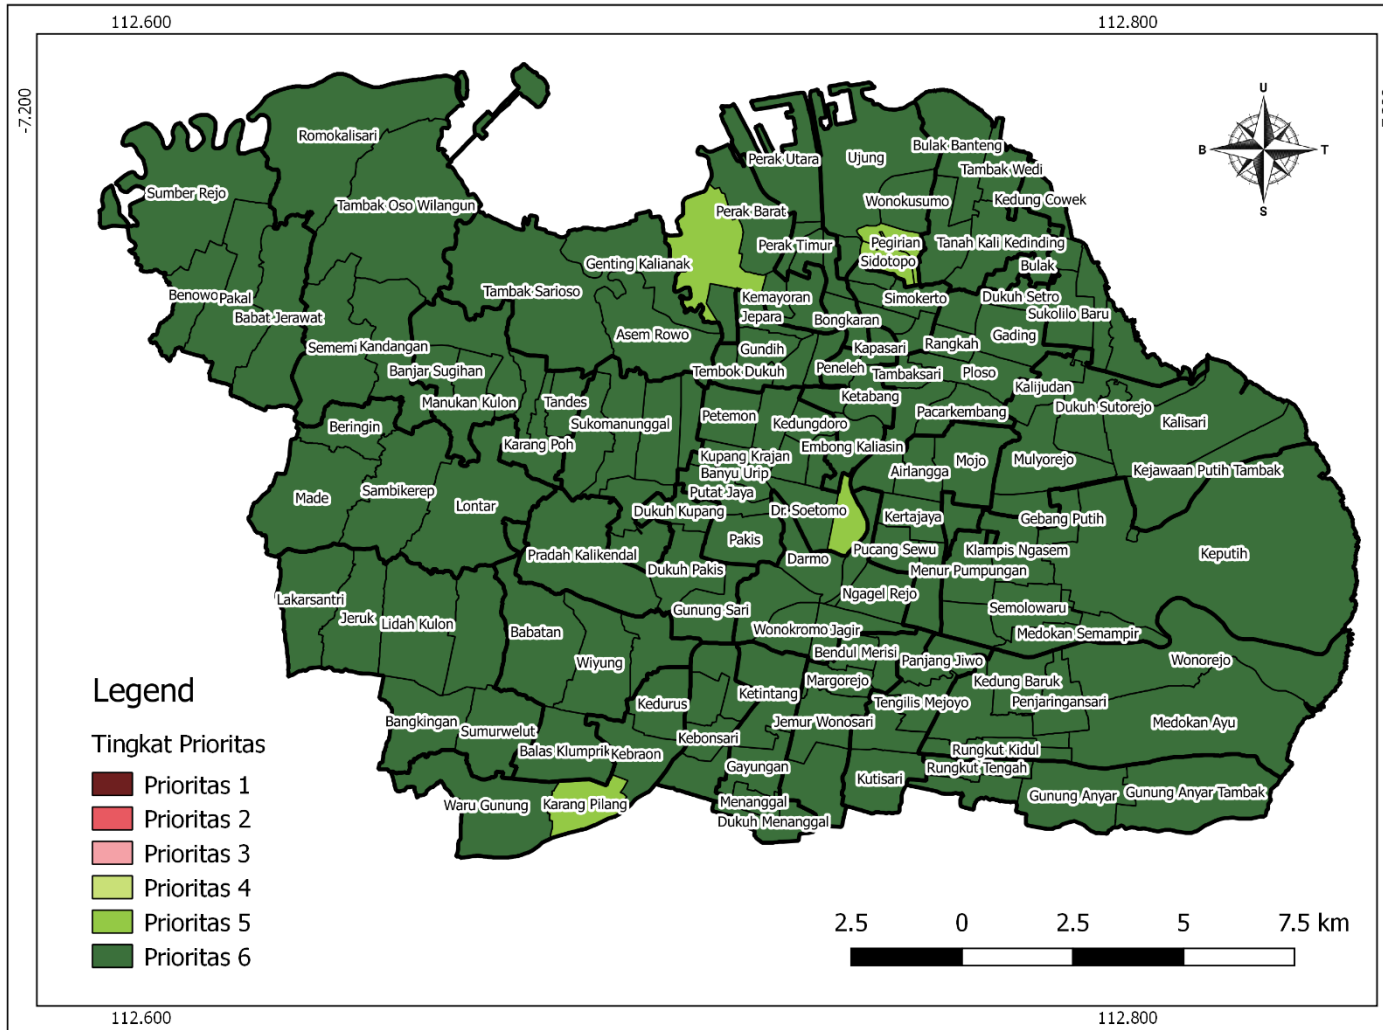 112.600
112.800
-7.200
U
B
T
S
Romokalisari
Perak Utara
Ujung
Bulak Banteng
Tambak Wedi
Sumber Rejo
Tambak Oso Wilangun
Perak Barat
Wonokusumo
Kedung Cowek
Perak Timur
Pegirian
Tanah Kali Kedinding
Genting Kalianak
Sidotopo
Bulak
Benowo
Pakal
Tambak Sarioso
Kemayoran
Simokerto
Dukuh Setro
Babat Jerawat
Jepara
Bongkaran
Sukolilo Baru
Asem Rowo
Gading
Sememi
Kandangan
Gundih
Kapasari
Rangkah
Banjar Sugihan
Tembok Dukuh
Peneleh
Tambaksari
Ploso
Kalijudan
Manukan Kulon
Tandes
Ketabang
Dukuh Sutorejo
Beringin
Sukomanunggal
Petemon
Kedungdoro
Pacarkembang
Kalisari
Karang Poh
Embong Kaliasin
Kupang Krajan
Mojo
Mulyorejo
Banyu Urip
Airlangga
Kejawaan Putih Tambak
Made
Sambikerep
Lontar
Putat Jaya
Dukuh Kupang
Dr. Soetomo
Kertajaya
Gebang Putih
Pakis
Pradah Kalikendal
Darmo
Pucang Sewu
Klampis Ngasem
Keputih
Dukuh Pakis
Menur Pumpungan
Lakarsantri
Ngagel Rejo
Jeruk
Lidah Kulon
Gunung Sari
Semolowaru
Babatan
Wonokromo
Jagir
Medokan Semampir
Wiyung
Bendul Merisi
Panjang Jiwo
Wonorejo
Margorejo
Kedung Baruk
Kedurus
Ketintang
Tengilis Mejoyo
Penjaringansari
Bangkingan
Sumurwelut
Jemur Wonosari
Medokan Ayu
Balas Klumprik
Kebraon
Kebonsari
Rungkut Kidul
Gayungan
Rungkut Tengah
Kutisari
Waru Gunung
Karang Pilang
Menanggal
Gunung Anyar
Gunung Anyar Tambak
Dukuh Menanggal
Legend
Tingkat Prioritas
Prioritas 1
Prioritas 2
Prioritas 3
Prioritas 4
Prioritas 5
Prioritas 6
2.5 0 2.5 5 7.5 km
112.600
112.800